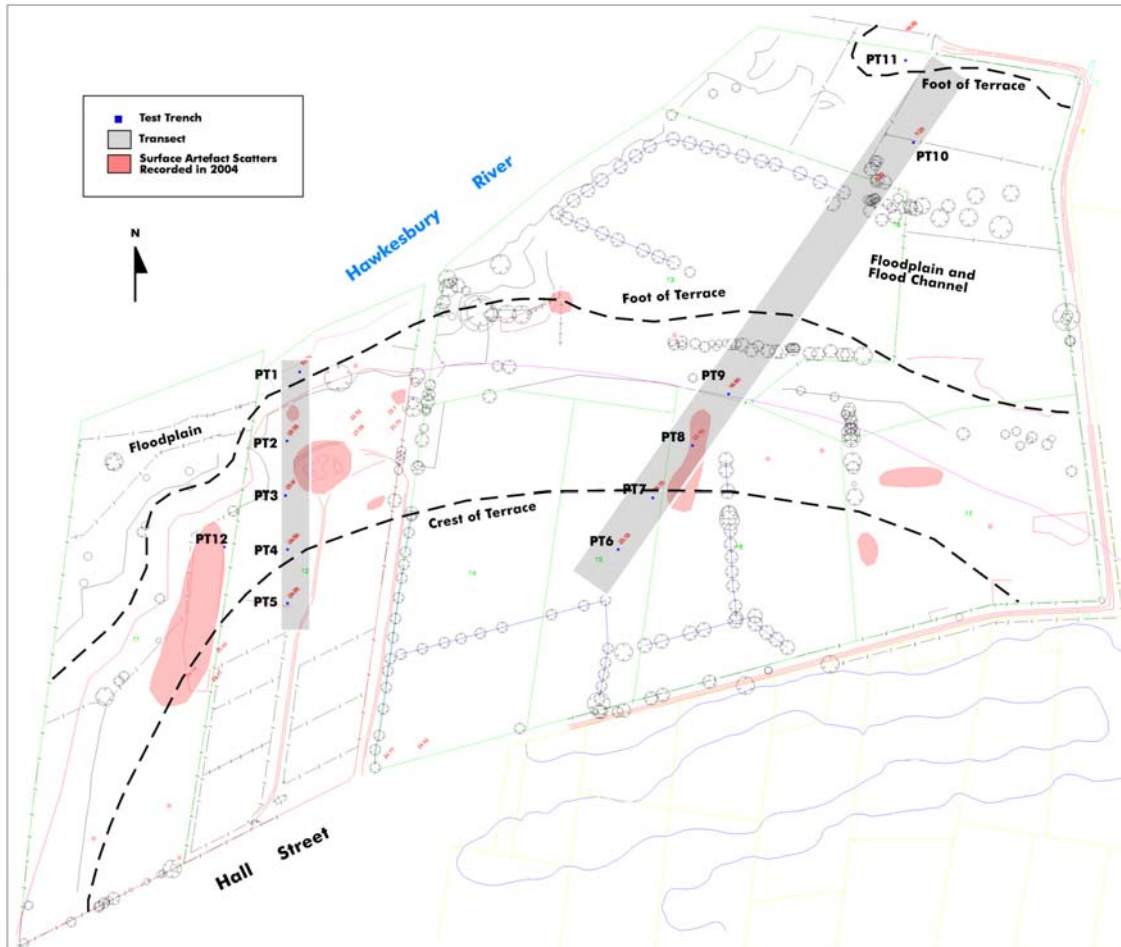 Test Trench
Transect
Surface Artefact Scatters
Recorded in 2004
N
Hawkesbury River
PT11
Foot of Terrace
PT10
Floodplain and
Flood Channel
Foot of Terrace
PT1
PT9
Floodplain
PT2
PT8
PT3
PT7
Crest of Terrace
PT12
PT4
PT6
PT5
Hall Street